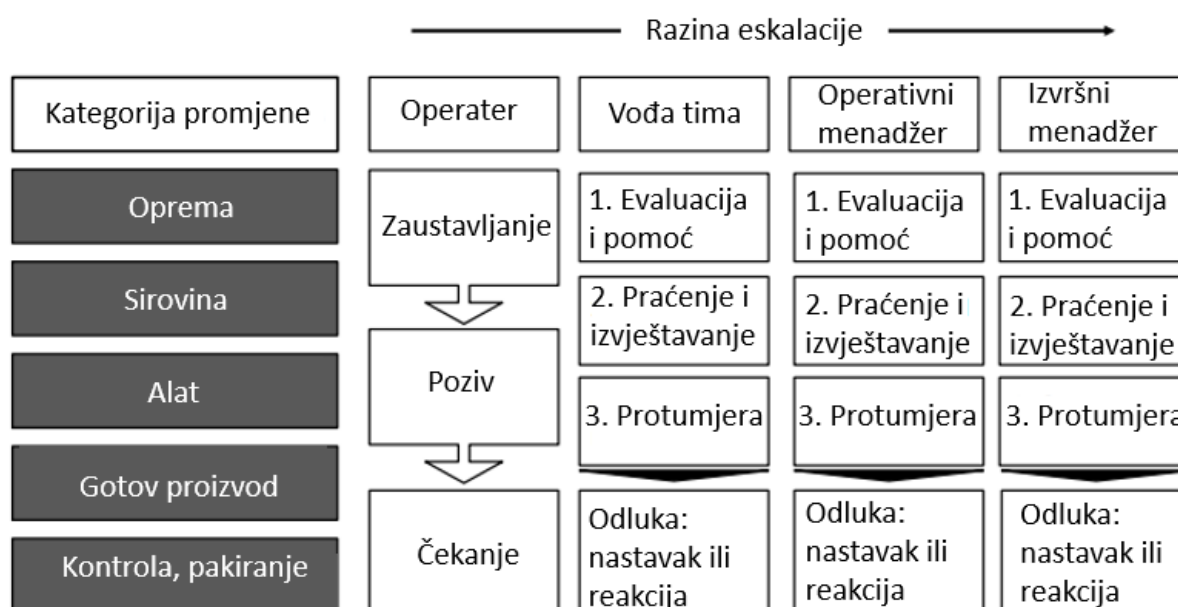 Razina eskalacije
Kategorija promjene
Operater
Vođa tima
Operativni
menadžer
Izvršni
menadžer
Oprema
Sirovina
Alat
Gotov proizvod
Kontrola, pakiranje
Zaustavljanje
Poziv
Čekanje
1. Evaluacija
i pomoć
2. Praćenje i
izvještavanje
3. Protumjera
Odluka:
nastavak ili
reakcija
1. Evaluacija
i pomoć
2. Praćenje i
izvještavanje
3. Protumjera
Odluka:
nastavak ili
reakcija
1. Evaluacija
i pomoć
2. Praćenje i
izvještavanje
3. Protumjera
Odluka:
nastavak ili
reakcija